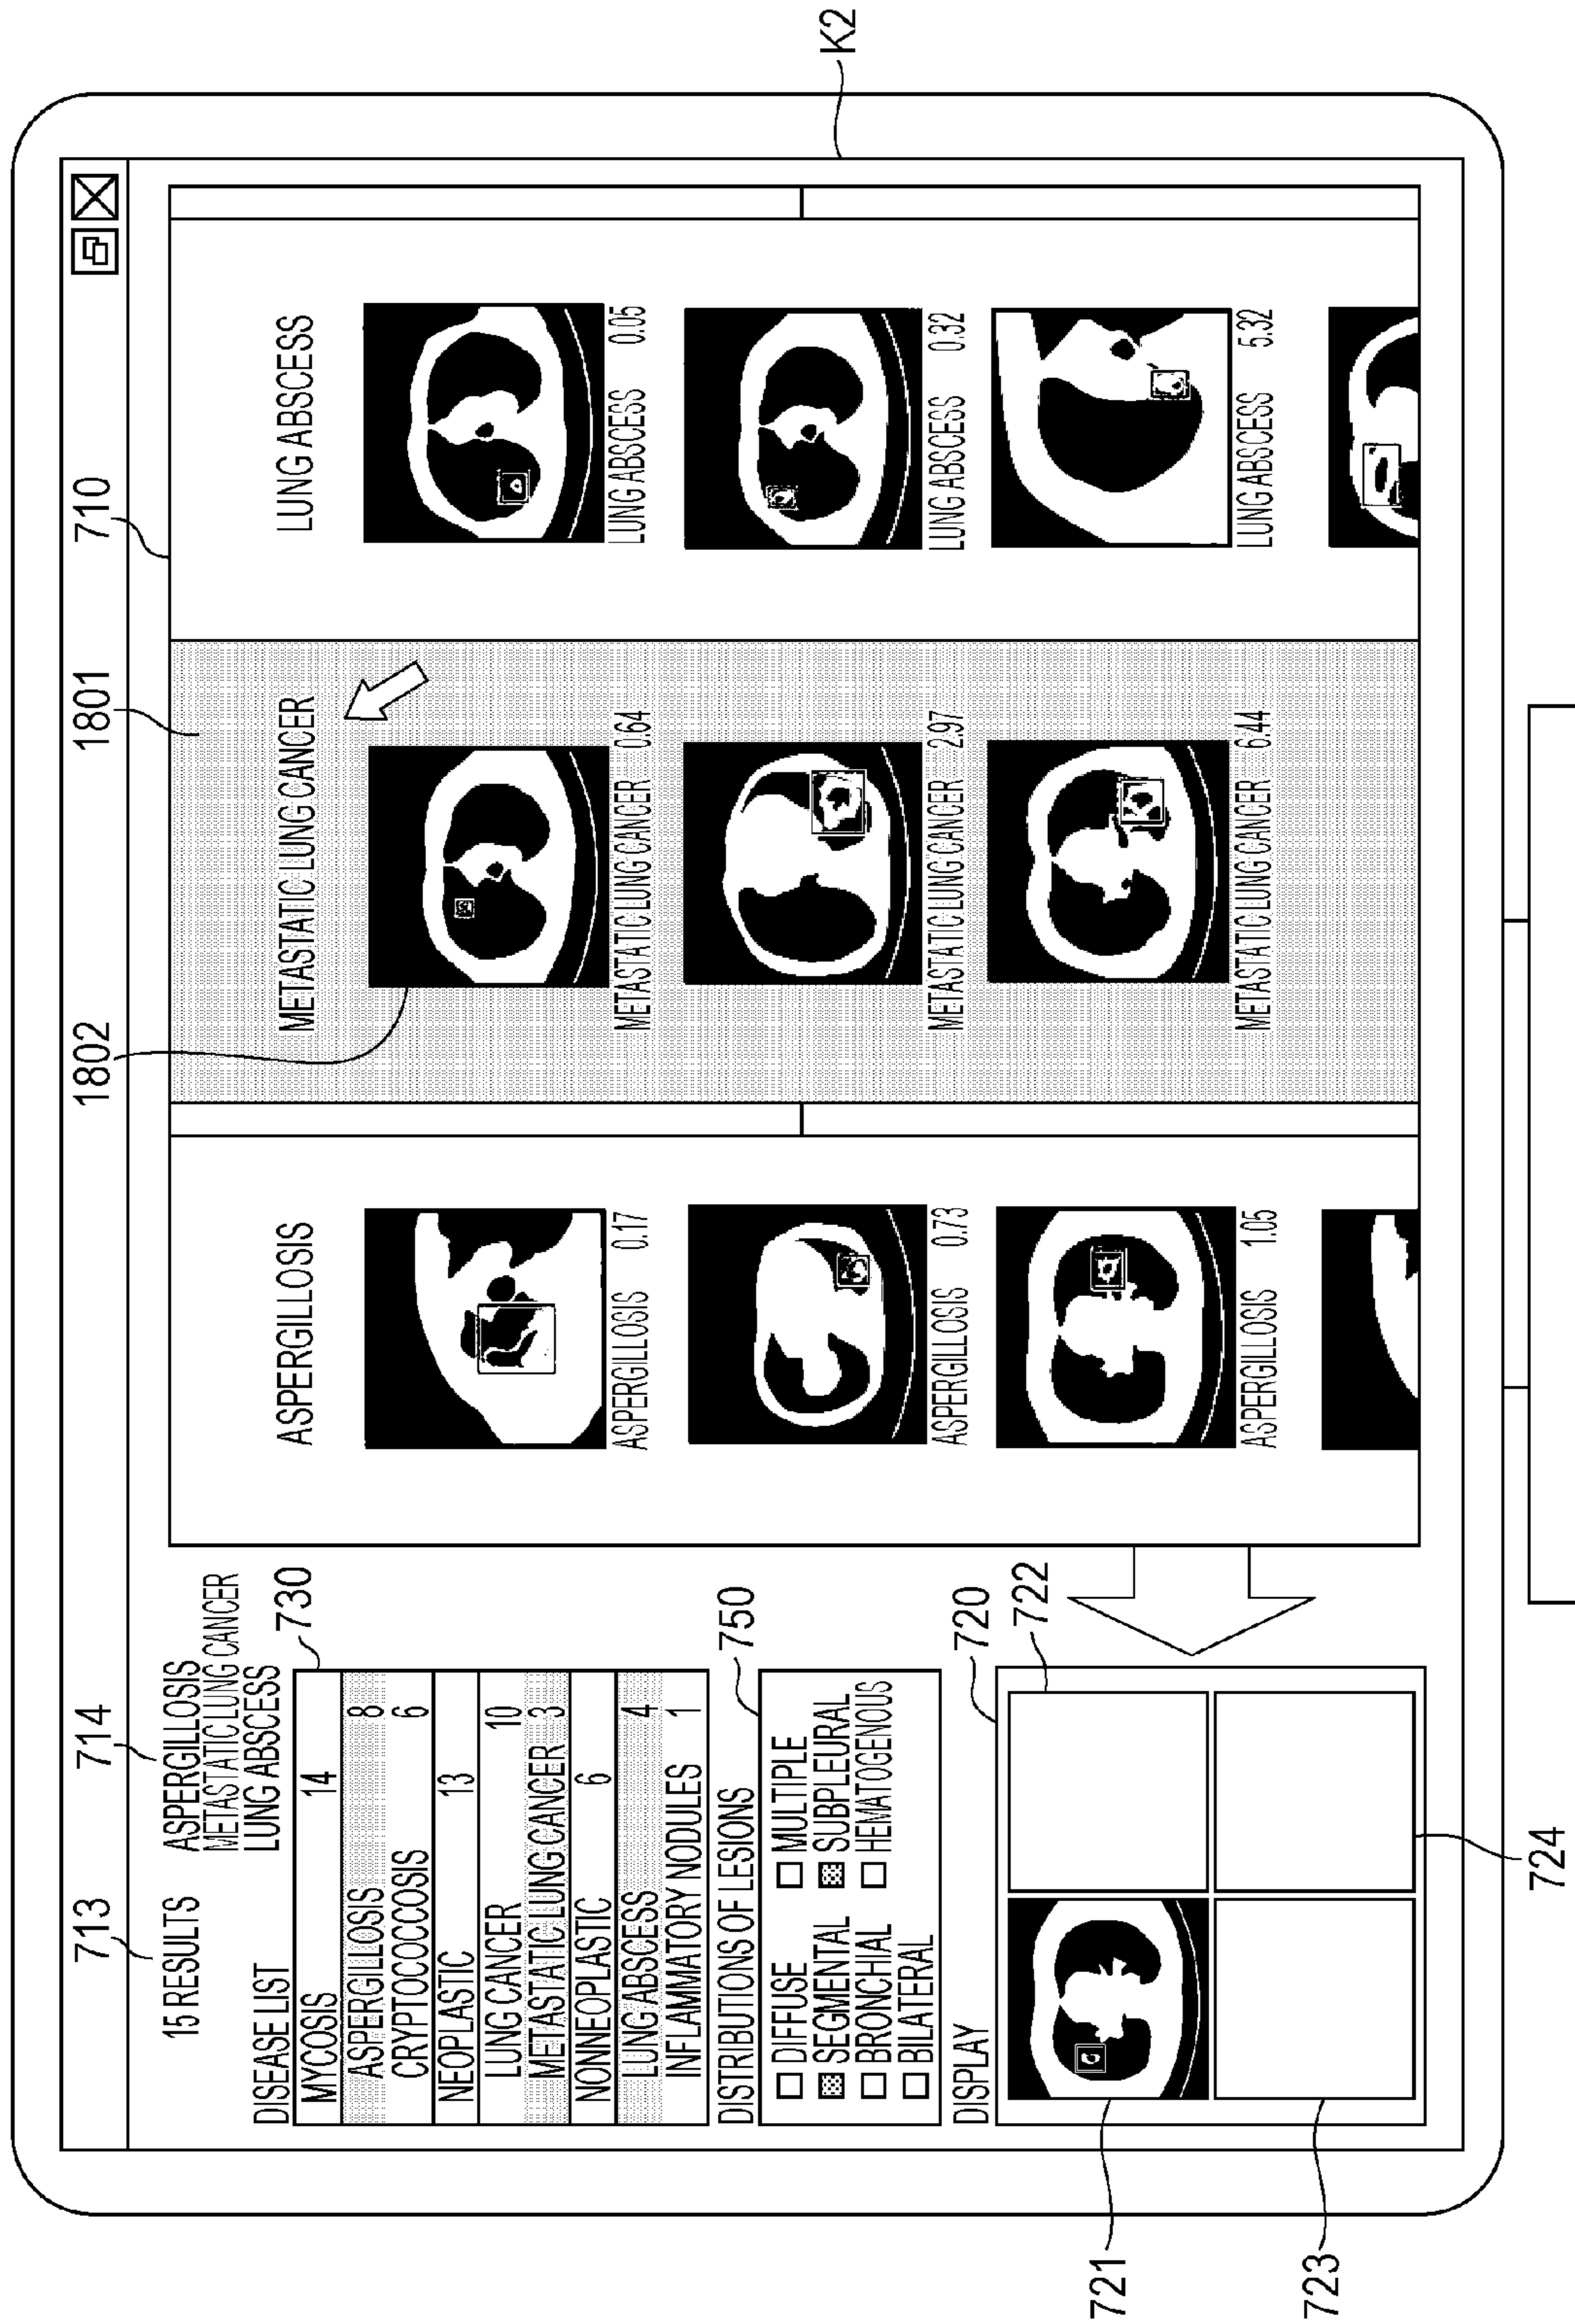 713
714
1802
1801
710
K2
15 RESULTS
ASPERGILLOSIS
METASTATIC LUNG CANCER
LUNG ABSCESS
DISEASE LIST
730
MYCOSIS 14
ASPERGILLOSIS 8
CRYPTOCOCCOSIS 6
NEOPLASTIC 13
LUNG CANCER 10
METASTATIC LUNG CANCER 3
NONNEOPLASTIC 6
LUNG ABSCESS 4
INFLAMMATORY NODULES 1
DISTRIBUTIONS OF LESIONS
750
DIFFUSE MULTIPLE
SEGMENTAL SUBPLEURAL
BRONCHIAL HEMATOGENOUS
BILATERAL
DISPLAY
720
722
721
723
724
ASPERGILLOSIS
ASPERGILLOSIS 0.17
ASPERGILLOSIS 0.73
ASPERGILLOSIS 1.05
METASTATIC LUNG CANCER
METASTATIC LUNG CANCER 0.64
METASTATIC LUNG CANCER 2.97
METASTATIC LUNG CANCER 6.44
LUNG ABSCESS
LUNG ABSCESS 0.05
LUNG ABSCESS 0.32
LUNG ABSCESS 5.32